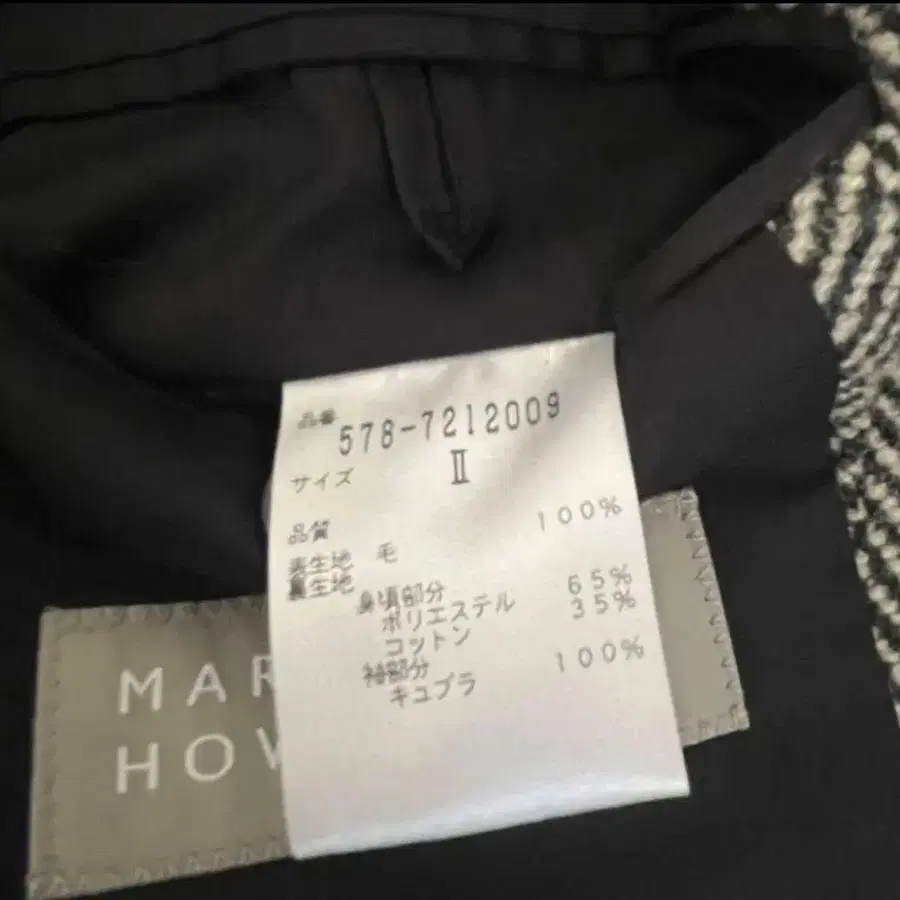 品番 578-7212009
サイズ Ⅱ
品質
表生地 毛 100%
裏生地
身頃部分
ポリエステル 65%
コットン 35%
袖部分
キュプラ 100%
MAR
HOW